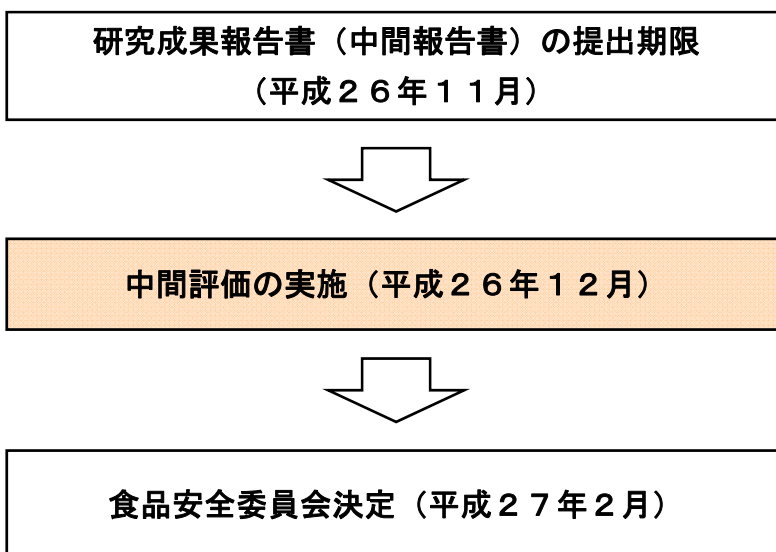 研究成果報告書（中間報告書）の提出期限
（平成２６年１１月）
中間評価の実施（平成２６年１２月）
食品安全委員会決定（平成２７年２月）